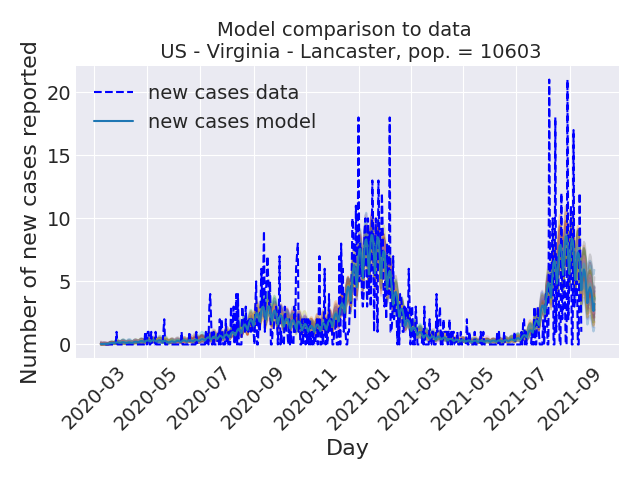 Model comparison to data
US - Virginia - Lancaster, pop. = 10603
Number of new cases reported
20
15
10
5
0
new cases data
new cases model
2020-03
2020-05
2020-07
2020-09
2020-11
2021-01
2021-03
2021-05
2021-07
2021-09
Day